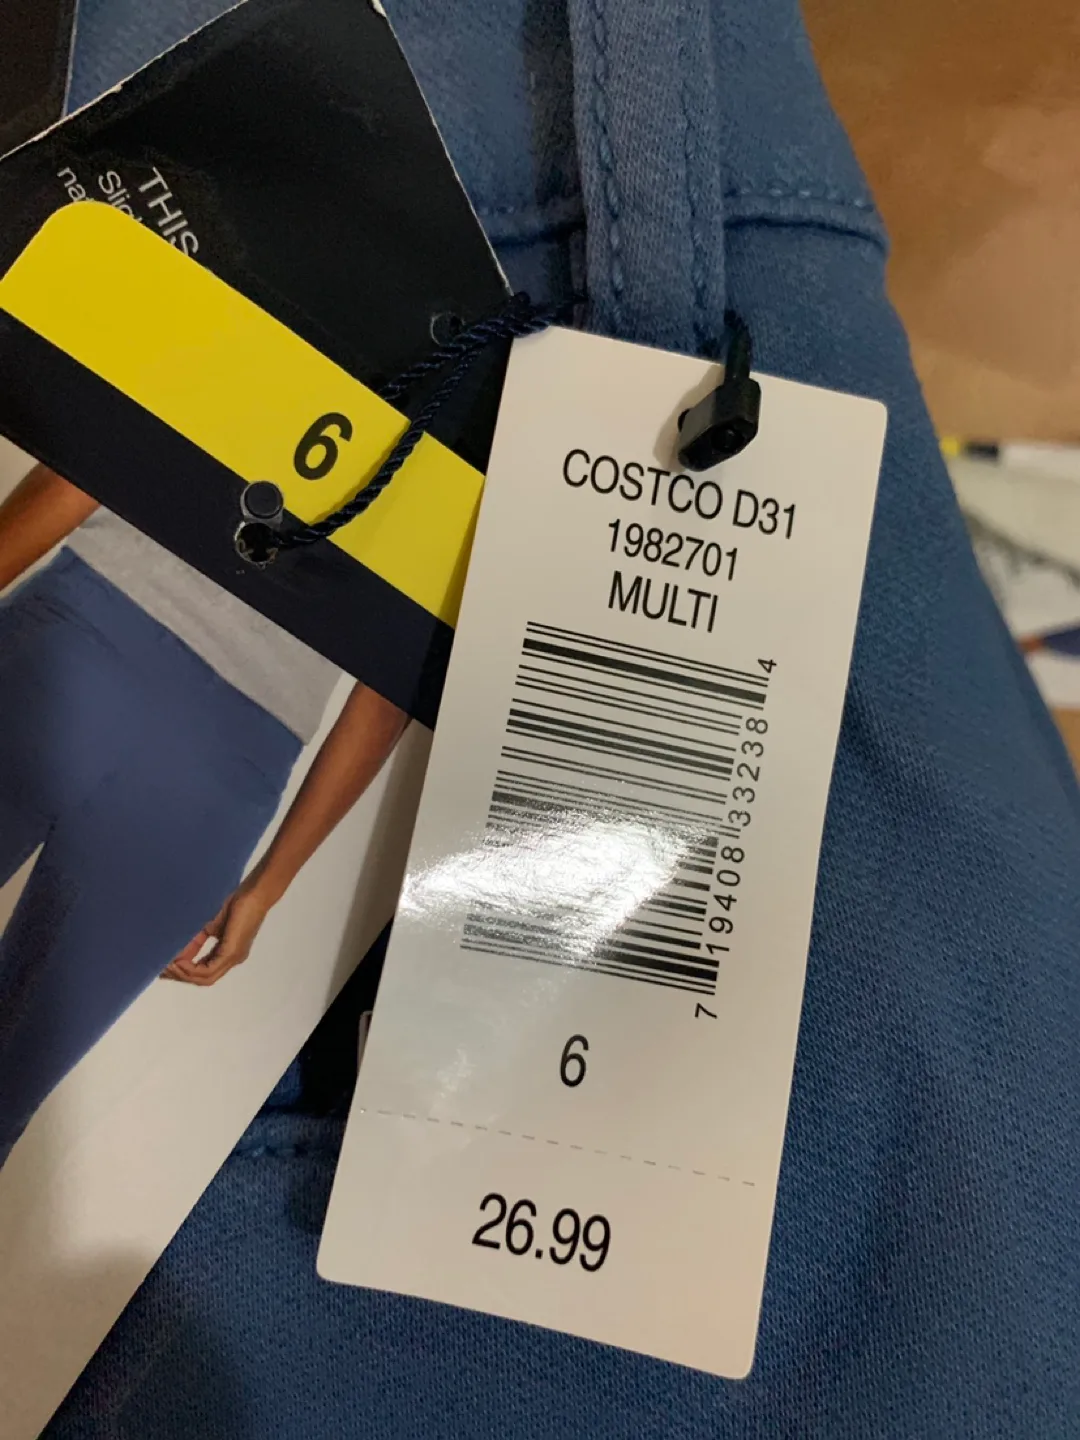 THIS
6
COSTCO D31
1982701
MULTI
7 19408 33238 4
6
26.99